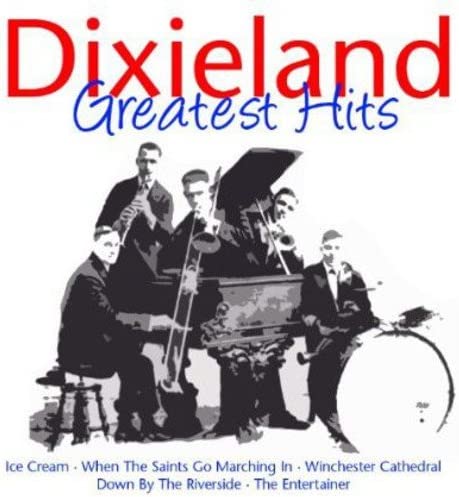 Dixieland
Greatest Hits
Ice Cream · When The Saints Go Marching In · Winchester Cathedral
Down By The Riverside · The Entertainer